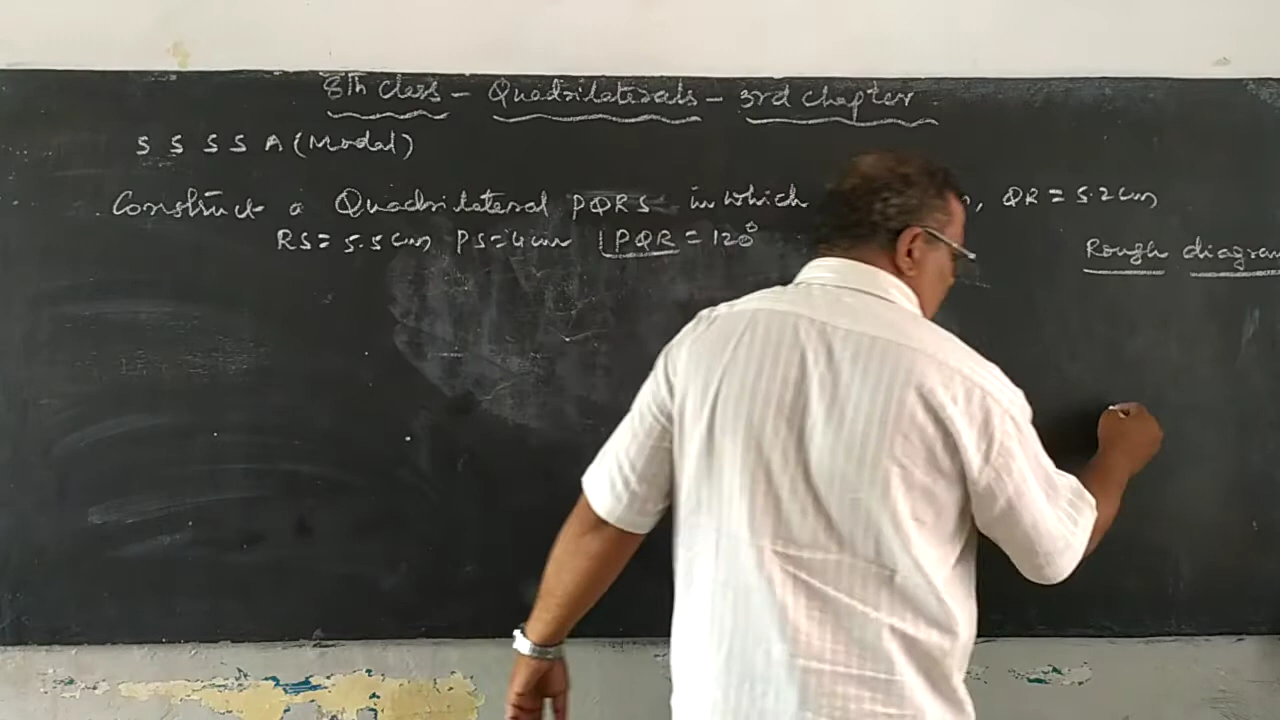 8Th class - Quadrilaterals - 3rd chapter
S S S S A (Modal)
Construct a Quadrilateral PQRS in which , QR = 5.2 cm
RS = 5.5 cm PS = 4 cm ∠PQR = 120°
Rough diagram